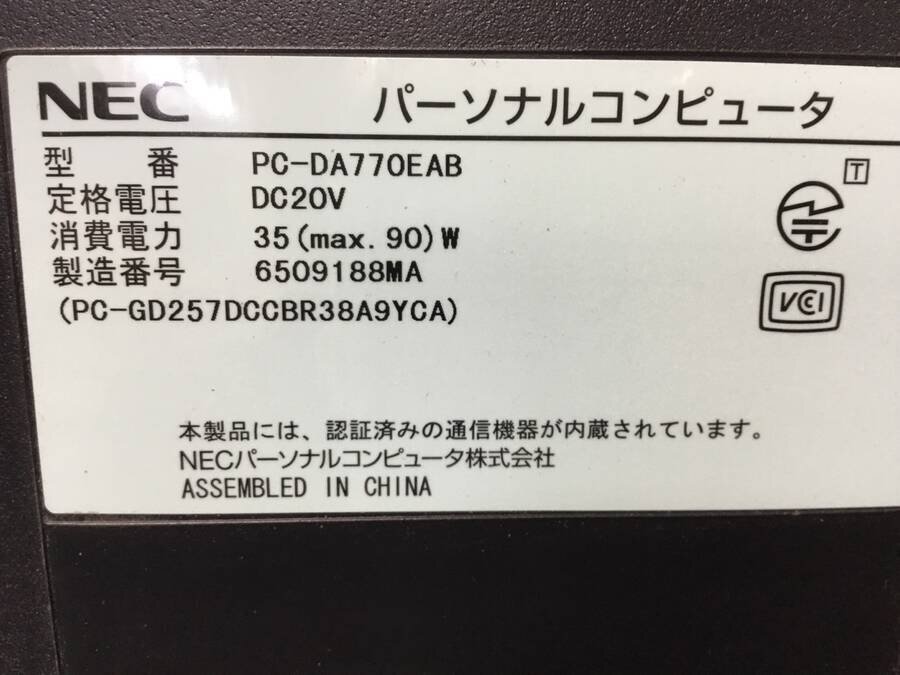 NEC パーソナルコンピュータ
型 番 PC-DA770EAB
定格電圧 DC20V
消費電力 35(max.90)W
製造番号 6509188MA
(PC-GD257DCCBR38A9YCA)
T
VCCI
本製品には、認証済みの通信機器が内蔵されています。
NECパーソナルコンピュータ株式会社
ASSEMBLED IN CHINA